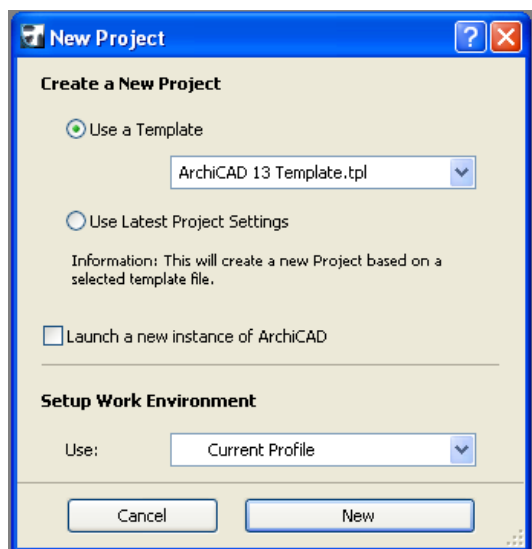 New Project
Create a New Project
Use a Template
ArchiCAD 13 Template.tpl
Use Latest Project Settings
Information: This will create a new Project based on a
selected template file.
Launch a new instance of ArchiCAD
Setup Work Environment
Use: Current Profile
Cancel New